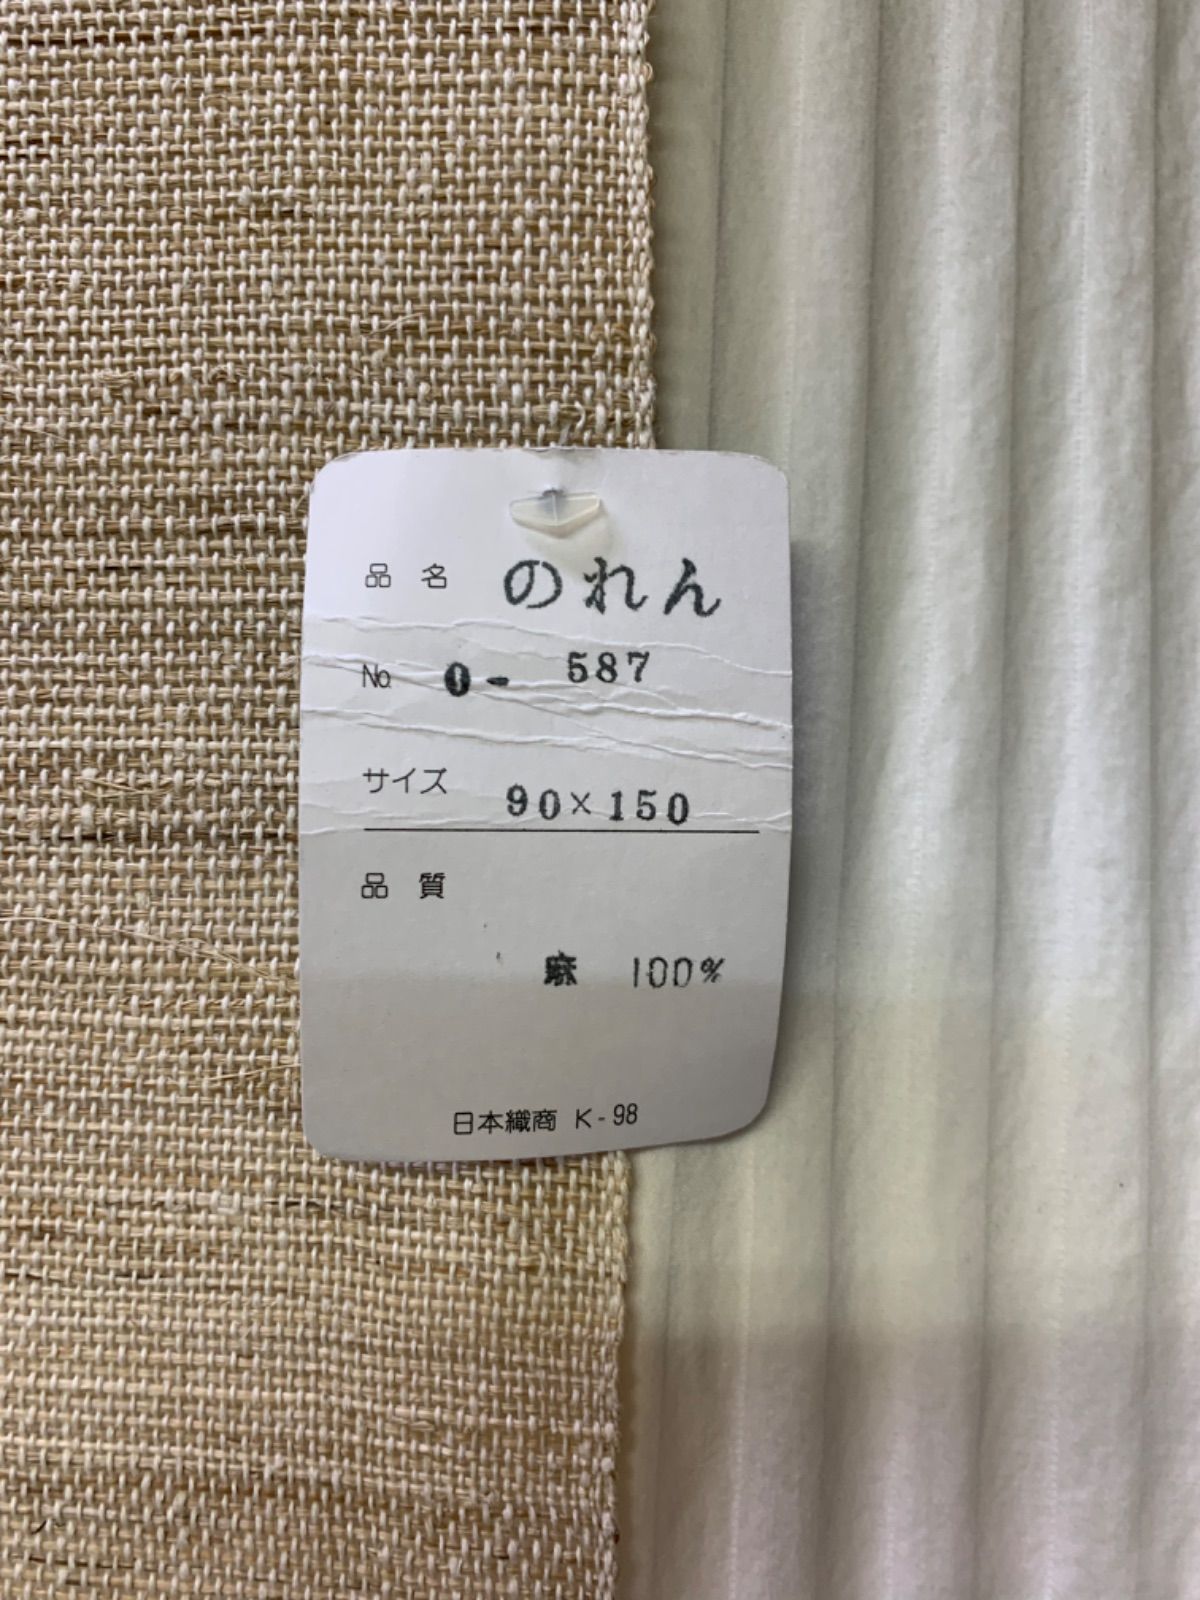 品名 のれん
No. 0- 587
サイズ 90×150
品質
麻 100%
日本織商 K-98